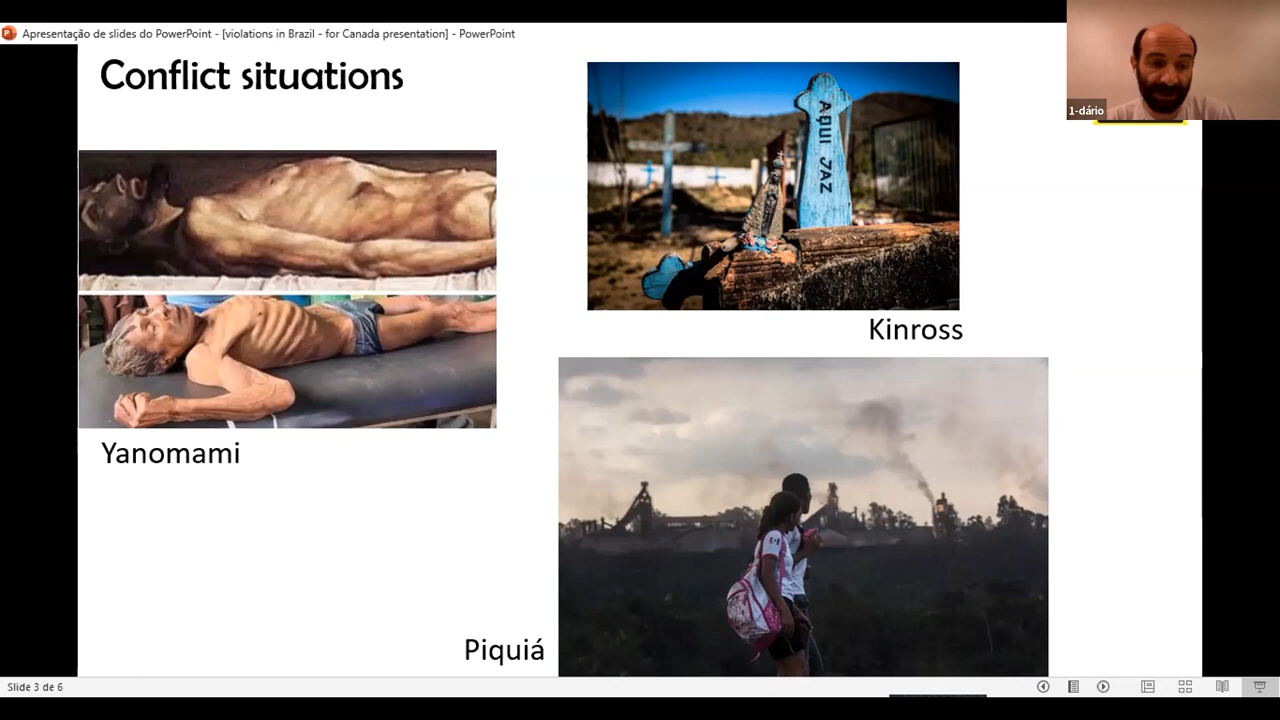 Apresentação de slides do PowerPoint - [violations in Brazil - for Canada presentation] - PowerPoint
1-dário
Conflict situations
AQUI JAZ
Kinross
Yanomami
Piquiá
Slide 3 de 6